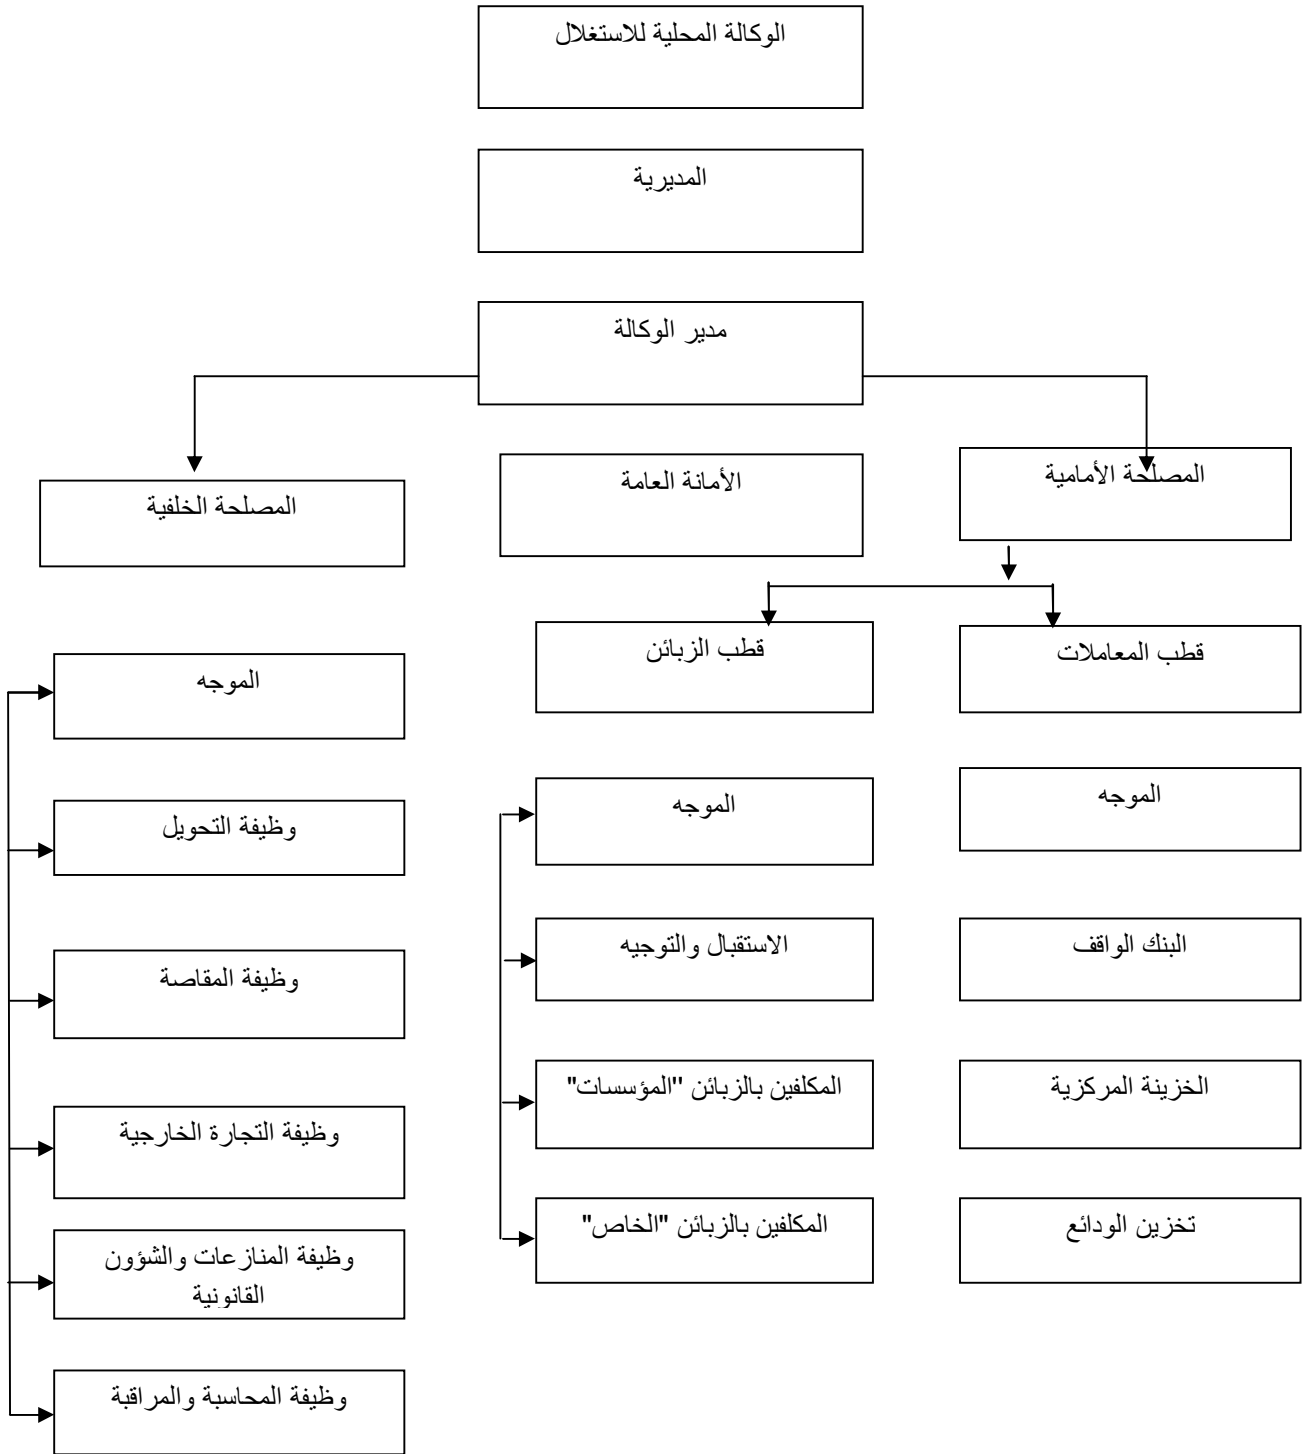 الوكالة المحلية للاستغلال
المديرية
مدير الوكالة
المصلحة الأمامية
الأمانة العامة
المصلحة الخلفية
قطب المعاملات
قطب الزبائن
الموجه
الموجه
الموجه
وظيفة التحويل
البنك الواقف
الاستقبال والتوجيه
وظيفة المقاصة
الخزينة المركزية
المكلفين بالزبائن "المؤسسات"
وظيفة التجارة الخارجية
تخزين الودائع
المكلفين بالزبائن "الخاص"
وظيفة المنازعات والشؤون
القانونية
وظيفة المحاسبة والمراقبة